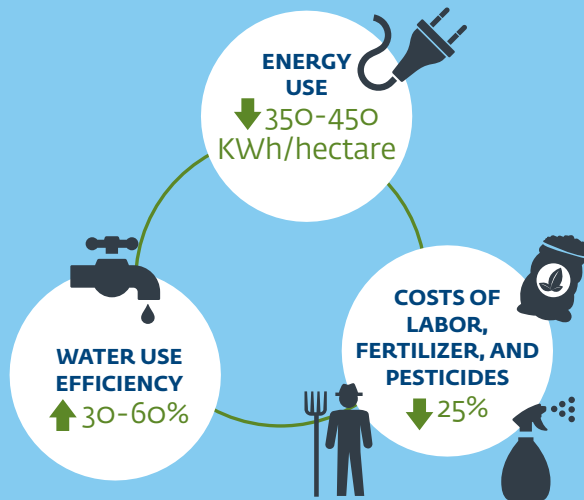 ENERGY
USE
350-450
KWh/hectare
WATER USE
EFFICIENCY
30-60%
COSTS OF
LABOR,
FERTILIZER, AND
PESTICIDES
25%